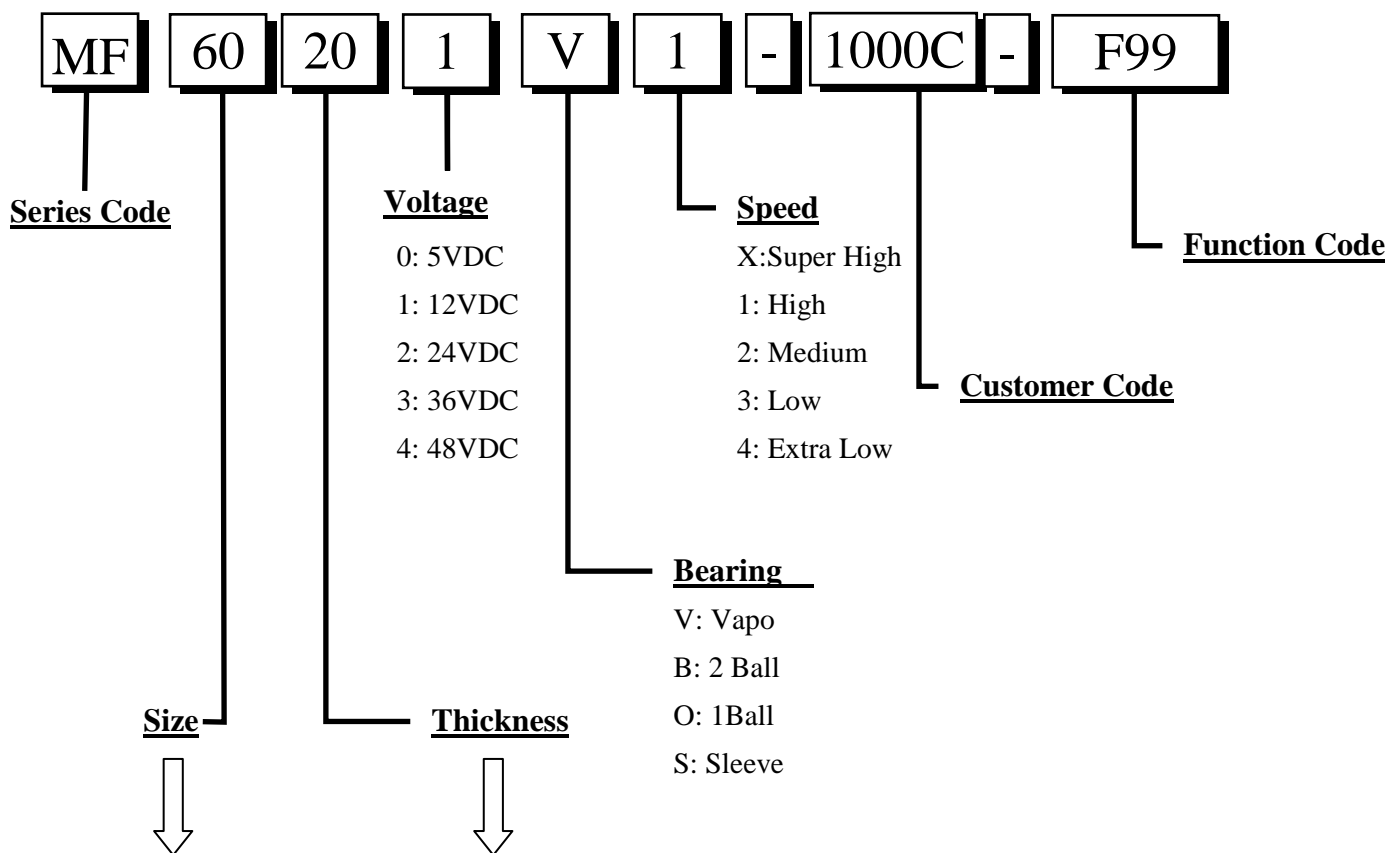 MF 60 20 1 V 1 - 1000C - F99
Series Code
Voltage
0: 5VDC
1: 12VDC
2: 24VDC
3: 36VDC
4: 48VDC
Speed
X:Super High
1: High
2: Medium
3: Low
4: Extra Low
Function Code
Customer Code
Bearing
V: Vapo
B: 2 Ball
O: 1Ball
S: Sleeve
Size
Thickness